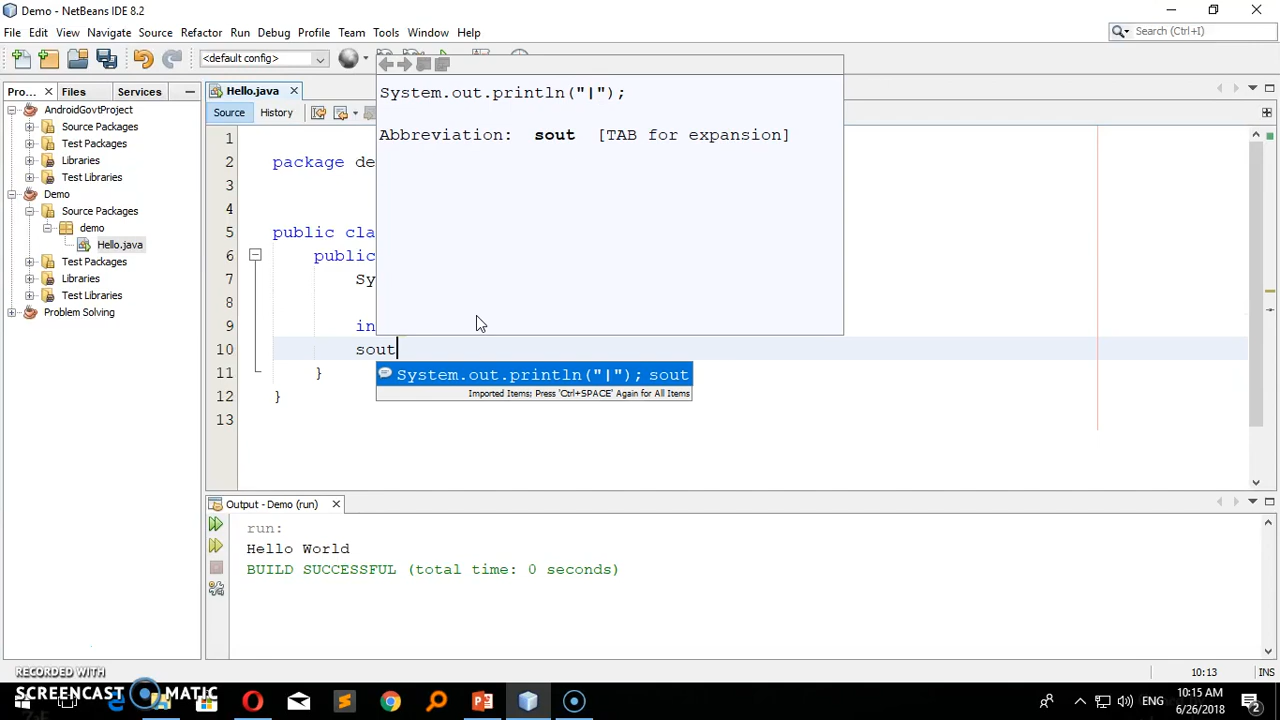 Demo - NetBeans IDE 8.2
File Edit View Navigate Source Refactor Run Debug Profile Team Tools Window Help
Search (Ctrl+I)
<default config>
Pro... Files Services
Hello.java
Source History
AndroidGovtProject
Source Packages
Test Packages
Libraries
Test Libraries
Demo
Source Packages
demo
Hello.java
Test Packages
Libraries
Test Libraries
Problem Solving
System.out.println("|");
Abbreviation: sout [TAB for expansion]
1
2 package de
3
4
5 public cla
6 public
7 Sy
8
9 in
10 sout
11 }
12 }
13
System.out.println("|"); sout
Imported Items; Press 'Ctrl+SPACE' Again for All Items
Output - Demo (run)
run:
Hello World
BUILD SUCCESSFUL (total time: 0 seconds)
10:13 INS
RECORDED WITH
SCREENCAST MATIC
ENG
10:15 AM
6/26/2018
2